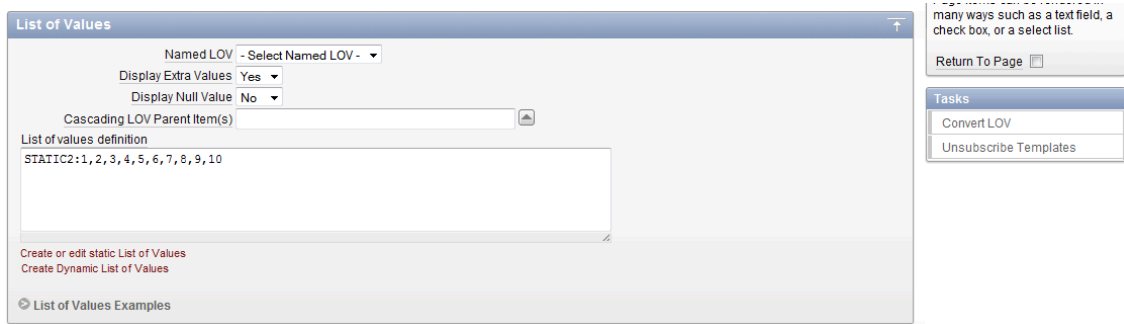 List of Values
Named LOV - Select Named LOV -
Display Extra Values Yes
Display Null Value No
Cascading LOV Parent Item(s)
List of values definition
STATIC2:1,2,3,4,5,6,7,8,9,10
Create or edit static List of Values
Create Dynamic List of Values
List of Values Examples
many ways such as a text field, a
check box, or a select list.
Return To Page
Tasks
Convert LOV
Unsubscribe Templates